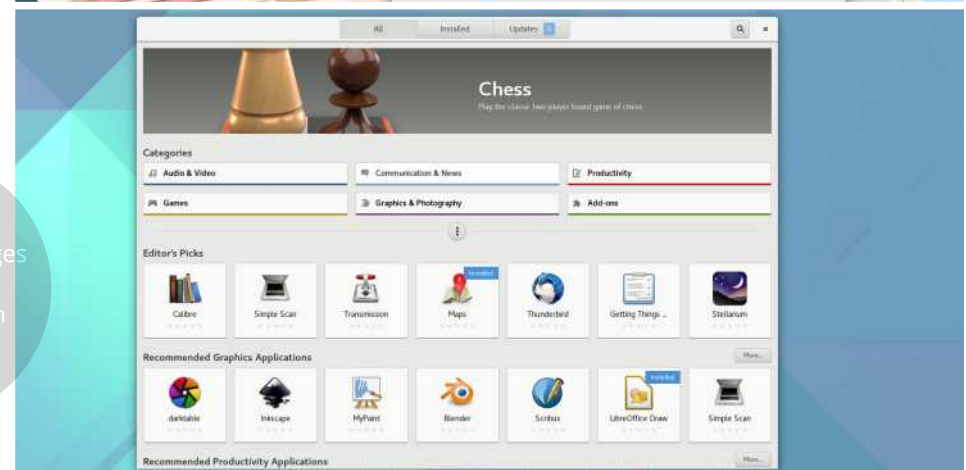 All Installed Updates
Chess
Play the classic two-player board game of chess
Categories
Audio & Video Communication & News Productivity
Games Graphics & Photography Add-ons
ges
n
Editor's Picks
Installed
Calibre Simple Scan Transmission Maps Thunderbird Getting Things ... Stellarium
Recommended Graphics Applications More...
Installed
darktable Inkscape MyPaint Blender Scribus LibreOffice Draw Simple Scan
Recommended Productivity Applications More...